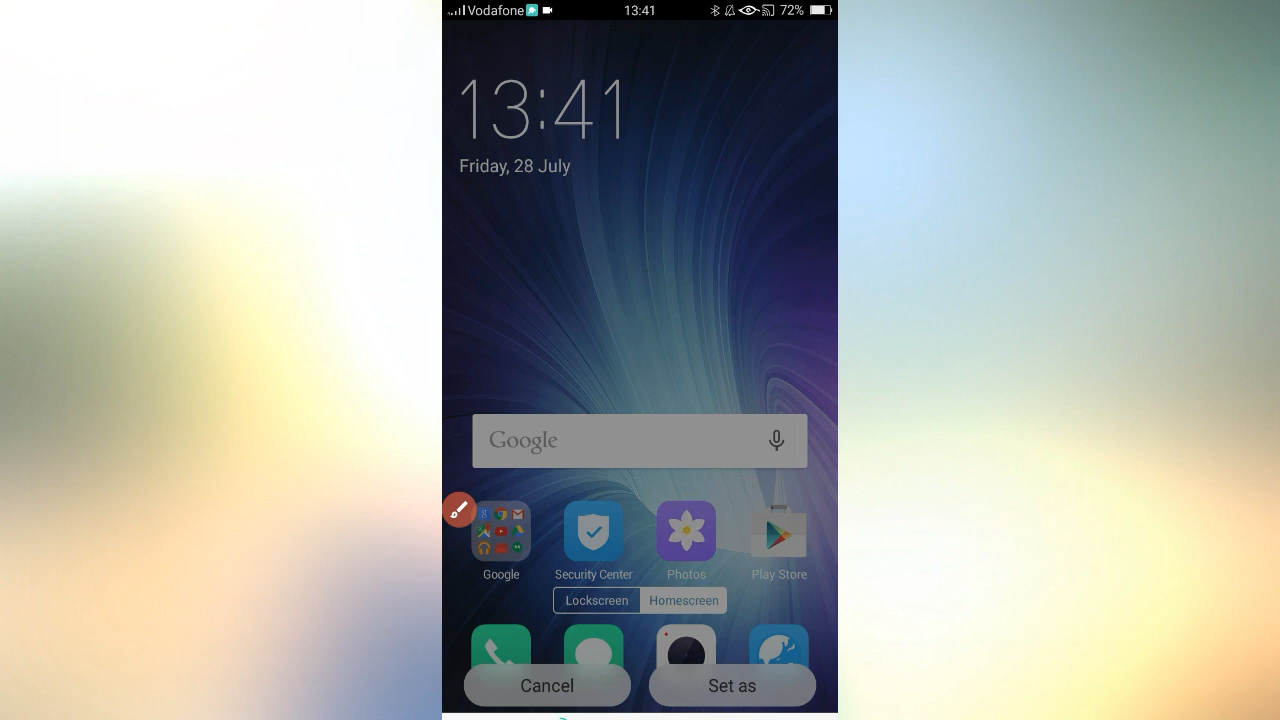 Vodafone 13:41 72%
13:41
Friday, 28 July
Google
Google Security Center Photos Play Store
Lockscreen Homescreen
Cancel Set as